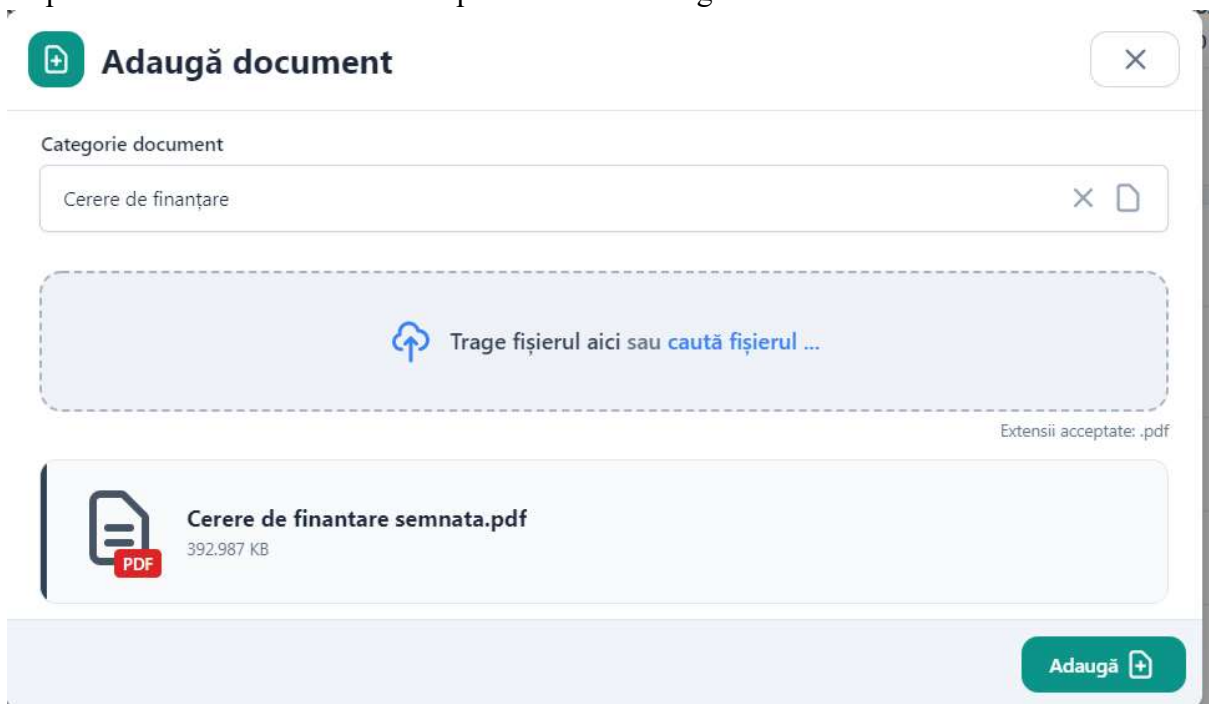 Adaugă document
Categorie document
Cerere de finanțare
Trage fișierul aici sau caută fișierul ...
Extensii acceptate: .pdf
Cerere de finantare semnata.pdf
392.987 KB
PDF
Adaugă